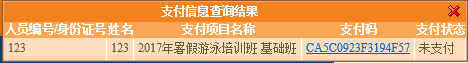 支付信息查询结果
人员编号/身份证号 姓名 支付项目名称 支付码 支付状态
123 123 2017年暑假游泳培训班 基础班 CA5C0923F3194F57 未支付